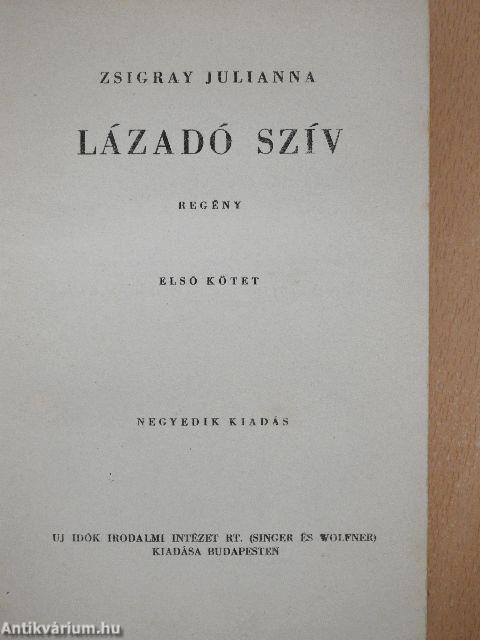 ZSIGRAY JULIANNA
LÁZADÓ SZÍV
REGÉNY
ELSŐ KÖTET
NEGYEDIK KIADÁS
UJ IDŐK IRODALMI INTÉZET RT. (SINGER ÉS WOLFNER)
KIADÁSA BUDAPESTEN
Antikvárium.hu